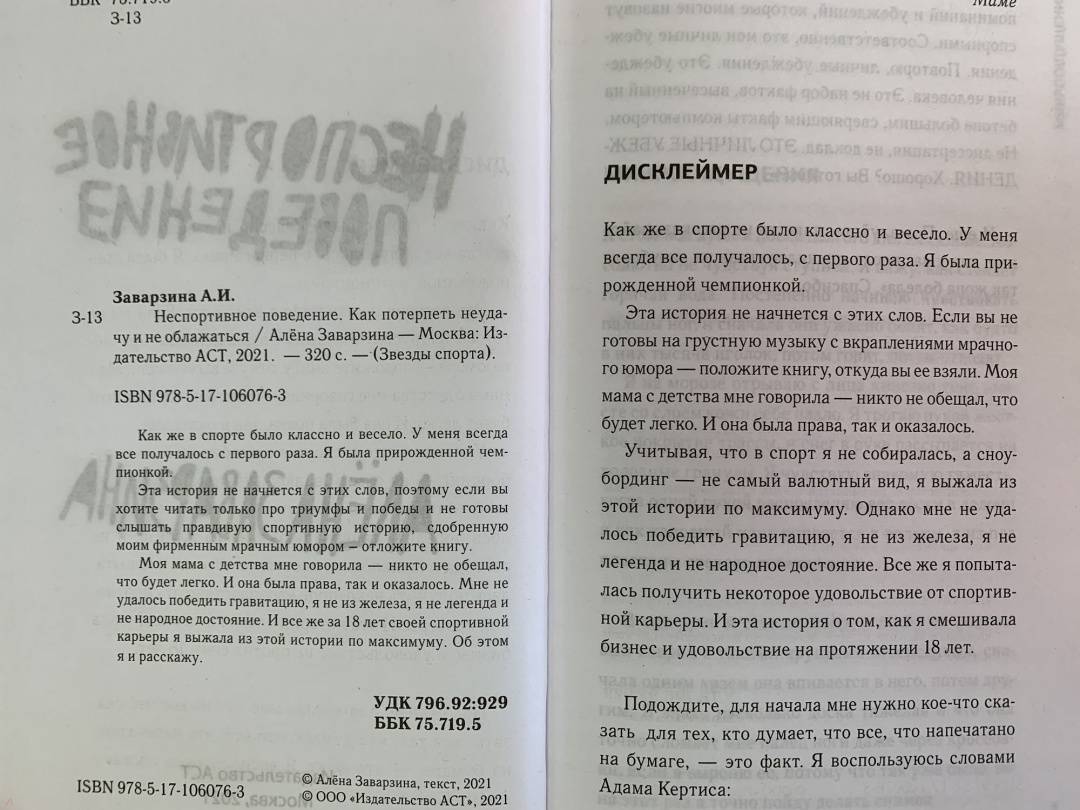 ББК 75.719.5
З-13
Заварзина А.И.
З-13 Неспортивное поведение. Как потерпеть неуда-
чу и не облажаться / Алёна Заварзина — Москва: Из-
дательство АСТ, 2021. — 320 с. — (Звезды спорта).
ISBN 978-5-17-106076-3
Как же в спорте было классно и весело. У меня всегда
все получалось с первого раза. Я была прирожденной чем-
пионкой.
Эта история не начнется с этих слов, поэтому если вы
хотите читать только про триумфы и победы и не готовы
слышать правдивую спортивную историю, сдобренную
моим фирменным мрачным юмором – отложите книгу.
Моя мама с детства мне говорила — никто не обещал,
что будет легко. И она была права, так и оказалось. Мне не
удалось победить гравитацию, я не из железа, я не легенда и
не народное достояние. И все же за 18 лет своей спортивной
карьеры я выжала из этой истории по максимуму. Об этом
я и расскажу.
УДК 796.92:929
ББК 75.719.5
© Алёна Заварзина, текст, 2021
ISBN 978-5-17-106076-3 © ООО «Издательство АСТ», 2021
Маме
ДИСКЛЕЙМЕР
Как же в спорте было классно и весело. У меня
всегда все получалось, с первого раза. Я была при-
рожденной чемпионкой.
Эта история не начнется с этих слов. Если вы не
готовы на грустную музыку с вкраплениями мрачно-
го юмора — положите книгу, откуда вы ее взяли. Моя
мама с детства мне говорила — никто не обещал, что
будет легко. И она была права, так и оказалось.
Учитывая, что в спорт я не собиралась, а сноу-
бординг — не самый валютный вид, я выжала из
этой истории по максимуму. Однако мне не уда-
лось победить гравитацию, я не из железа, я не
легенда и не народное достояние. Все же я попыта-
лась получить некоторое удовольствие от спортив-
ной карьеры. И эта история о том, как я смешивала
бизнес и удовольствие на протяжении 18 лет.
Подождите, для начала мне нужно кое-что ска-
зать для тех, кто думает, что все, что напечатано
на бумаге, — это факт. Я воспользуюсь словами
Адама Кертиса: